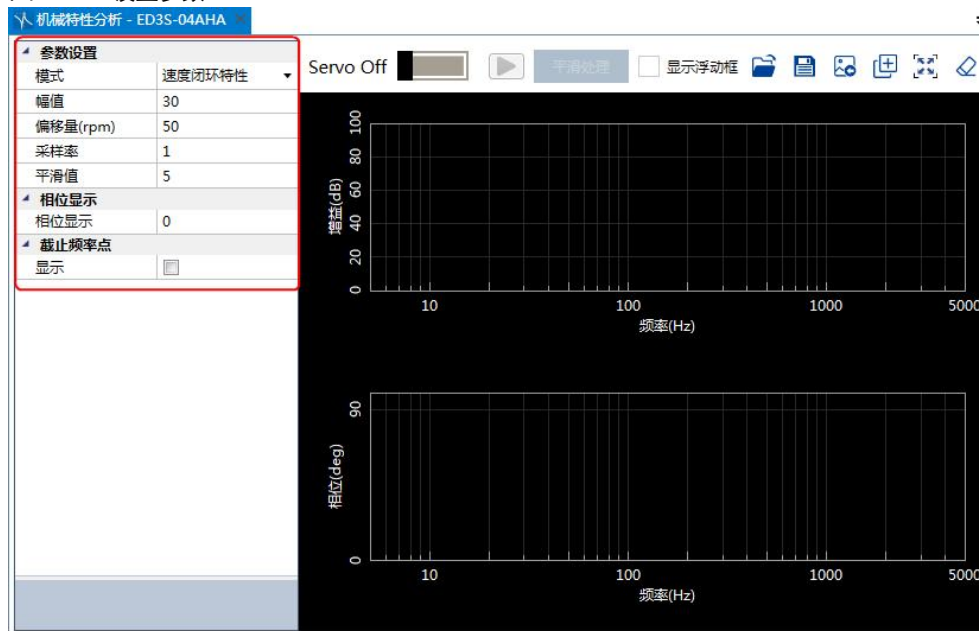 机械特性分析 - ED3S-04AHA
参数设置
模式 速度闭环特性
幅值 30
偏移量(rpm) 50
采样率 1
平滑值 5
相位显示
相位显示 0
截止频率点
显示
Servo Off 平滑处理 显示浮动框
增益(dB)
100
80
60
40
20
0
10 100 1000 5000
频率(Hz)
相位(deg)
90
0
10 100 1000 5000
频率(Hz)